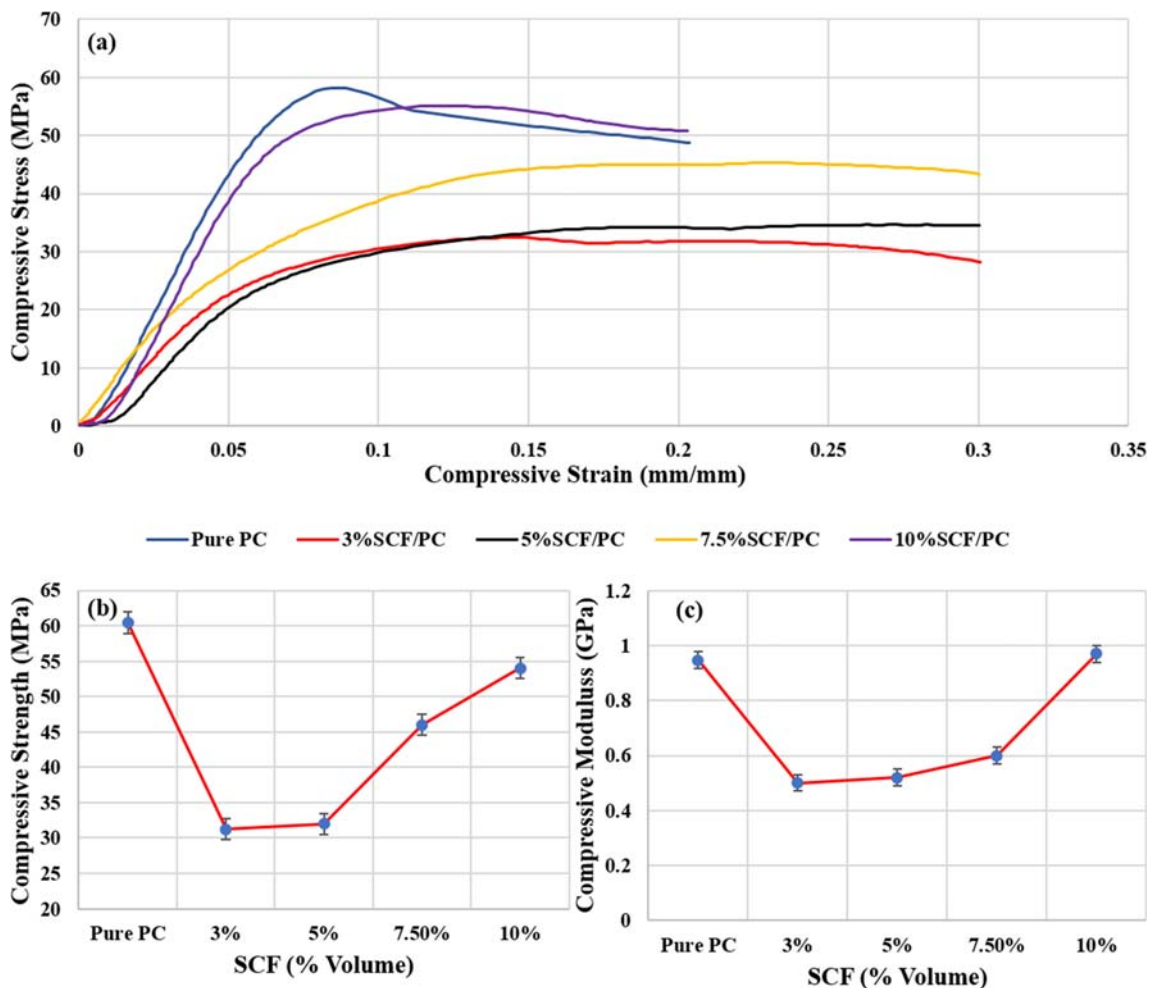 (a)
Compressive Stress (MPa)
70
60
50
40
30
20
10
0
0 0.05 0.1 0.15 0.2 0.25 0.3 0.35
Compressive Strain (mm/mm)
Pure PC 3%SCF/PC 5%SCF/PC 7.5%SCF/PC 10%SCF/PC
(b)
Compressive Strength (MPa)
65
60
55
50
45
40
35
30
25
20
Pure PC 3% 5% 7.50% 10%
SCF (% Volume)
(c)
Compressive Moduluss (GPa)
1.2
1
0.8
0.6
0.4
0.2
0
Pure PC 3% 5% 7.50% 10%
SCF (% Volume)